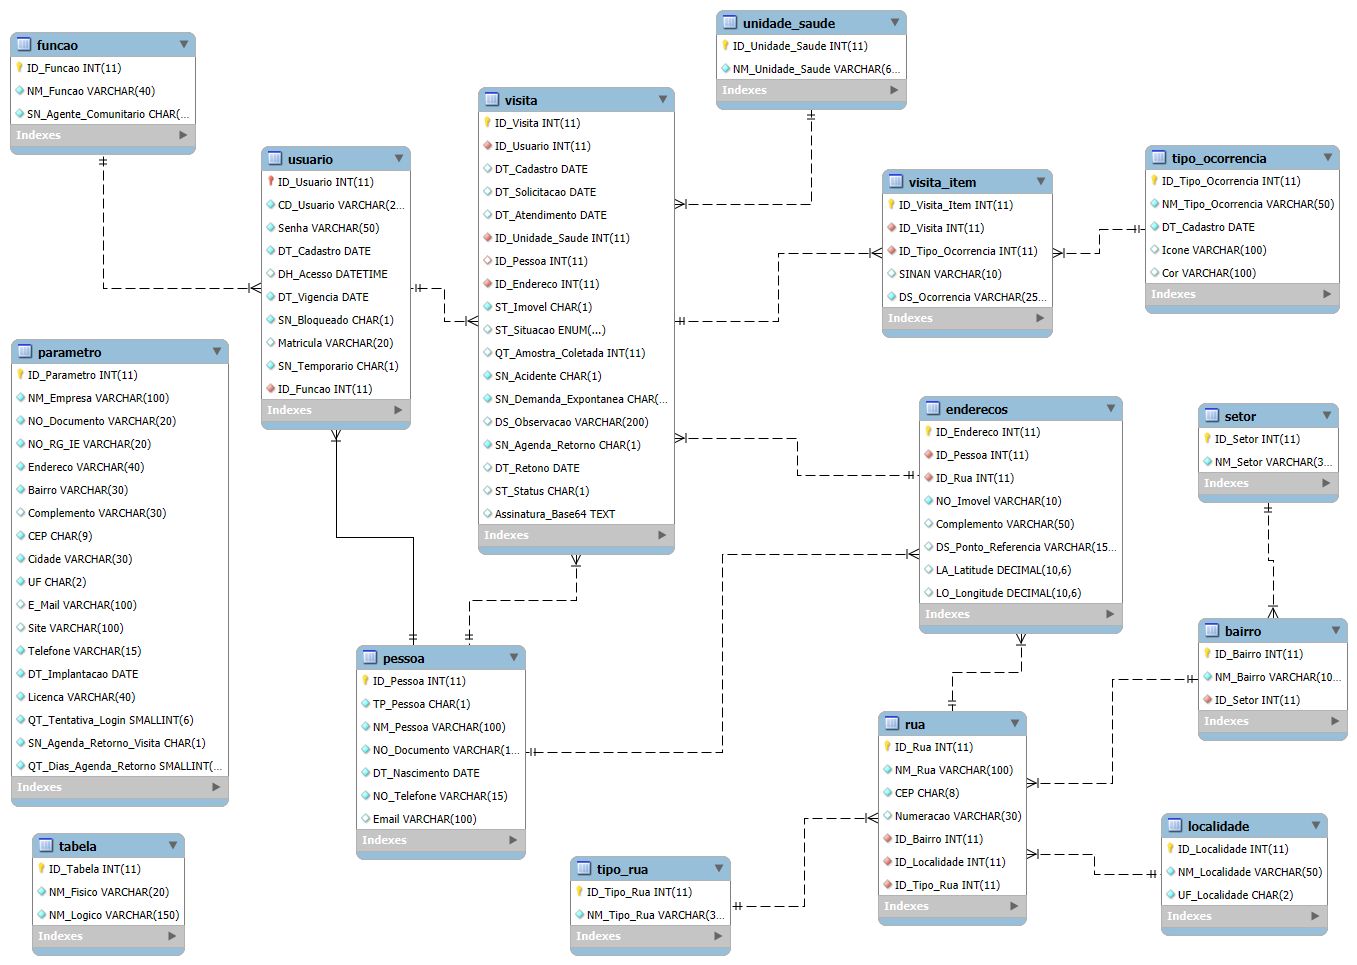 funcao
ID_Funcao INT(11)
NM_Funcao VARCHAR(40)
SN_Agente_Comunitario CHAR(...
Indexes
usuario
ID_Usuario INT(11)
CD_Usuario VARCHAR(2...
Senha VARCHAR(50)
DT_Cadastro DATE
DH_Acesso DATETIME
DT_Vigencia DATE
SN_Bloqueado CHAR(1)
Matricula VARCHAR(20)
SN_Temporario CHAR(1)
ID_Funcao INT(11)
Indexes
visita
ID_Visita INT(11)
ID_Usuario INT(11)
DT_Cadastro DATE
DT_Solicitacao DATE
DT_Atendimento DATE
ID_Unidade_Saude INT(11)
ID_Pessoa INT(11)
ID_Endereco INT(11)
ST_Imovel CHAR(1)
ST_Situacao ENUM(...)
QT_Amostra_Coletada INT(11)
SN_Acidente CHAR(1)
SN_Demanda_Expontanea CHAR(...
DS_Observacao VARCHAR(200)
SN_Agenda_Retorno CHAR(1)
DT_Retono DATE
ST_Status CHAR(1)
Assinatura_Base64 TEXT
Indexes
unidade_saude
ID_Unidade_Saude INT(11)
NM_Unidade_Saude VARCHAR(6...
Indexes
visita_item
ID_Visita_Item INT(11)
ID_Visita INT(11)
ID_Tipo_Ocorrencia INT(11)
SINAN VARCHAR(10)
DS_Ocorrencia VARCHAR(25...
Indexes
tipo_ocorrencia
ID_Tipo_Ocorrencia INT(11)
NM_Tipo_Ocorrencia VARCHAR(50)
DT_Cadastro DATE
Icone VARCHAR(100)
Cor VARCHAR(100)
Indexes
parametro
ID_Parametro INT(11)
NM_Empresa VARCHAR(100)
NO_Documento VARCHAR(20)
NO_RG_IE VARCHAR(20)
Endereco VARCHAR(40)
Bairro VARCHAR(30)
Complemento VARCHAR(30)
CEP CHAR(9)
Cidade VARCHAR(30)
UF CHAR(2)
E_Mail VARCHAR(100)
Site VARCHAR(100)
Telefone VARCHAR(15)
DT_Implantacao DATE
Licenca VARCHAR(40)
QT_Tentativa_Login SMALLINT(6)
SN_Agenda_Retorno_Visita CHAR(1)
QT_Dias_Agenda_Retorno SMALLINT(...
Indexes
enderecos
ID_Endereco INT(11)
ID_Pessoa INT(11)
ID_Rua INT(11)
NO_Imovel VARCHAR(10)
Complemento VARCHAR(50)
DS_Ponto_Referencia VARCHAR(15...
LA_Latitude DECIMAL(10,6)
LO_Longitude DECIMAL(10,6)
Indexes
setor
ID_Setor INT(11)
NM_Setor VARCHAR(3...
Indexes
bairro
ID_Bairro INT(11)
NM_Bairro VARCHAR(10...
ID_Setor INT(11)
Indexes
pessoa
ID_Pessoa INT(11)
TP_Pessoa CHAR(1)
NM_Pessoa VARCHAR(100)
NO_Documento VARCHAR(1...
DT_Nascimento DATE
NO_Telefone VARCHAR(15)
Email VARCHAR(100)
Indexes
rua
ID_Rua INT(11)
NM_Rua VARCHAR(100)
CEP CHAR(8)
Numeracao VARCHAR(30)
ID_Bairro INT(11)
ID_Localidade INT(11)
ID_Tipo_Rua INT(11)
Indexes
localidade
ID_Localidade INT(11)
NM_Localidade VARCHAR(50)
UF_Localidade CHAR(2)
Indexes
tabela
ID_Tabela INT(11)
NM_Fisico VARCHAR(20)
NM_Logico VARCHAR(150)
Indexes
tipo_rua
ID_Tipo_Rua INT(11)
NM_Tipo_Rua VARCHAR(3...
Indexes